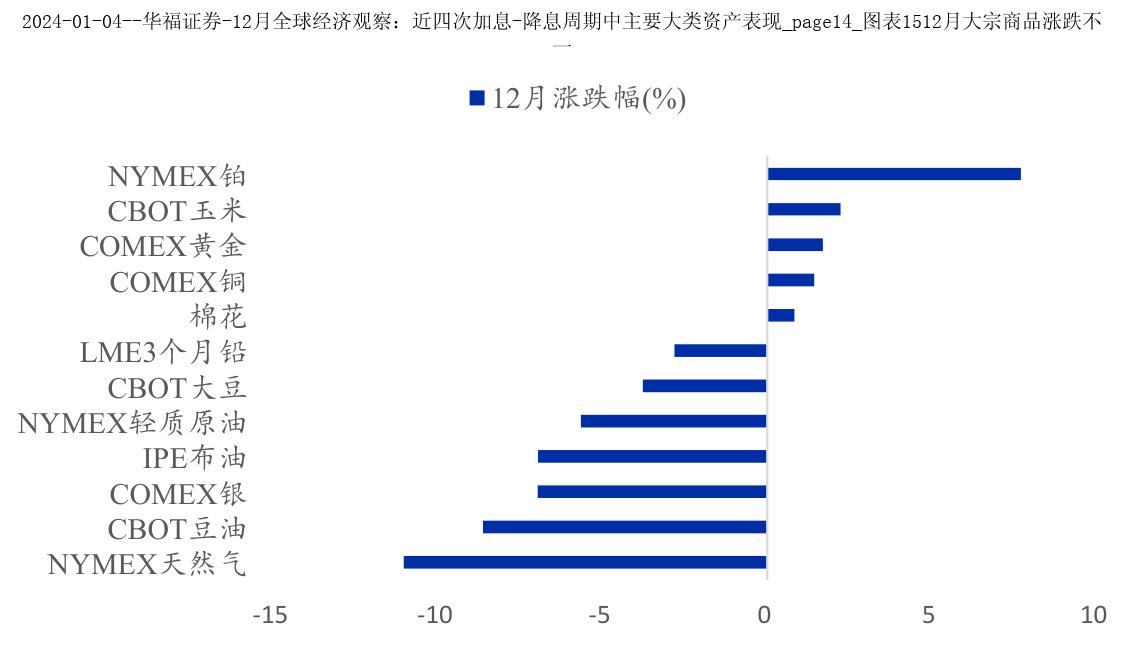 2024-01-04--华福证券-12月全球经济观察：近四次加息-降息周期中主要大类资产表现_page14_图表1512月大宗商品涨跌不
一
12月涨跌幅(%)
NYMEX铂
CBOT玉米
COMEX黄金
COMEX铜
棉花
LME3个月铅
CBOT大豆
NYMEX轻质原油
IPE布油
COMEX银
CBOT豆油
NYMEX天然气
-15 -10 -5 0 5 10